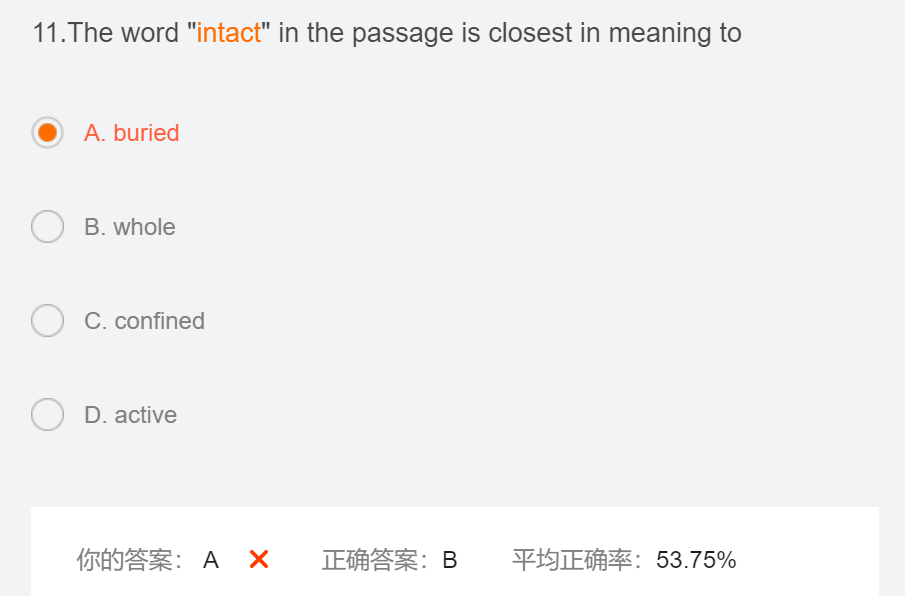 11.The word "intact" in the passage is closest in meaning to
A. buried
B. whole
C. confined
D. active
你的答案： A ✕ 正确答案： B 平均正确率： 53.75%